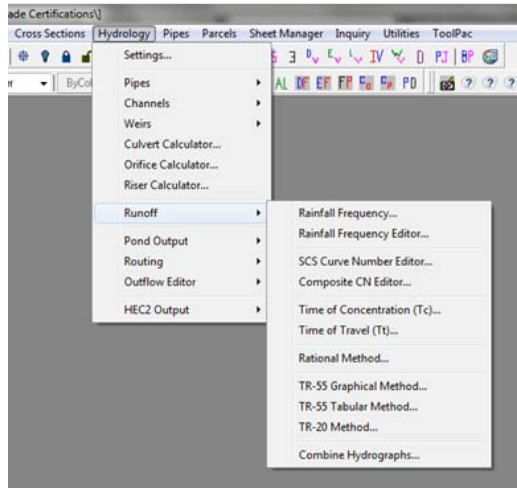 ade Certifications\]
Cross Sections Hydrology Pipes Parcels Sheet Manager Inquiry Utilities ToolPac
ByCol
AL DF EF FP PD
Settings...
Pipes
Channels
Weirs
Culvert Calculator...
Orifice Calculator...
Riser Calculator...
Runoff
Pond Output
Routing
Outflow Editor
HEC2 Output
Rainfall Frequency...
Rainfall Frequency Editor...
SCS Curve Number Editor...
Composite CN Editor...
Time of Concentration (Tc)...
Time of Travel (Tt)...
Rational Method...
TR-55 Graphical Method...
TR-55 Tabular Method...
TR-20 Method...
Combine Hydrographs...